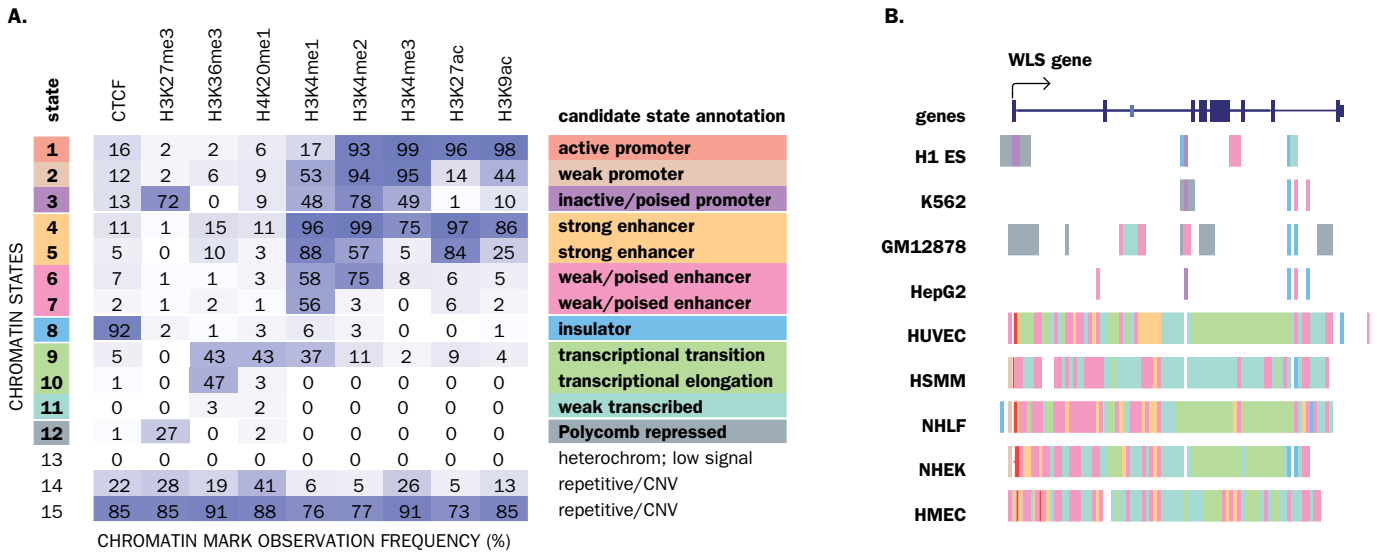 A.
state
CTCF
H3K27me3
H3K36me3
H4K20me1
H3K4me1
H3K4me2
H3K4me3
H3K27ac
H3K9ac
candidate state annotation
CHROMATIN STATES
1 16 2 2 6 17 93 99 96 98 active promoter
2 12 2 6 9 53 94 95 14 44 weak promoter
3 13 72 0 9 48 78 49 1 10 inactive/poised promoter
4 11 1 15 11 96 99 75 97 86 strong enhancer
5 5 0 10 3 88 57 5 84 25 strong enhancer
6 7 1 1 3 58 75 8 6 5 weak/poised enhancer
7 2 1 2 1 56 3 0 6 2 weak/poised enhancer
8 92 2 1 3 6 3 0 0 1 insulator
9 5 0 43 43 37 11 2 9 4 transcriptional transition
10 1 0 47 3 0 0 0 0 0 transcriptional elongation
11 0 0 3 2 0 0 0 0 0 weak transcribed
12 1 27 0 2 0 0 0 0 0 Polycomb repressed
13 0 0 0 0 0 0 0 0 0 heterochrom; low signal
14 22 28 19 41 6 5 26 5 13 repetitive/CNV
15 85 85 91 88 76 77 91 73 85 repetitive/CNV
CHROMATIN MARK OBSERVATION FREQUENCY (%)
B.
WLS gene
genes
H1 ES
K562
GM12878
HepG2
HUVEC
HSMM
NHLF
NHEK
HMEC